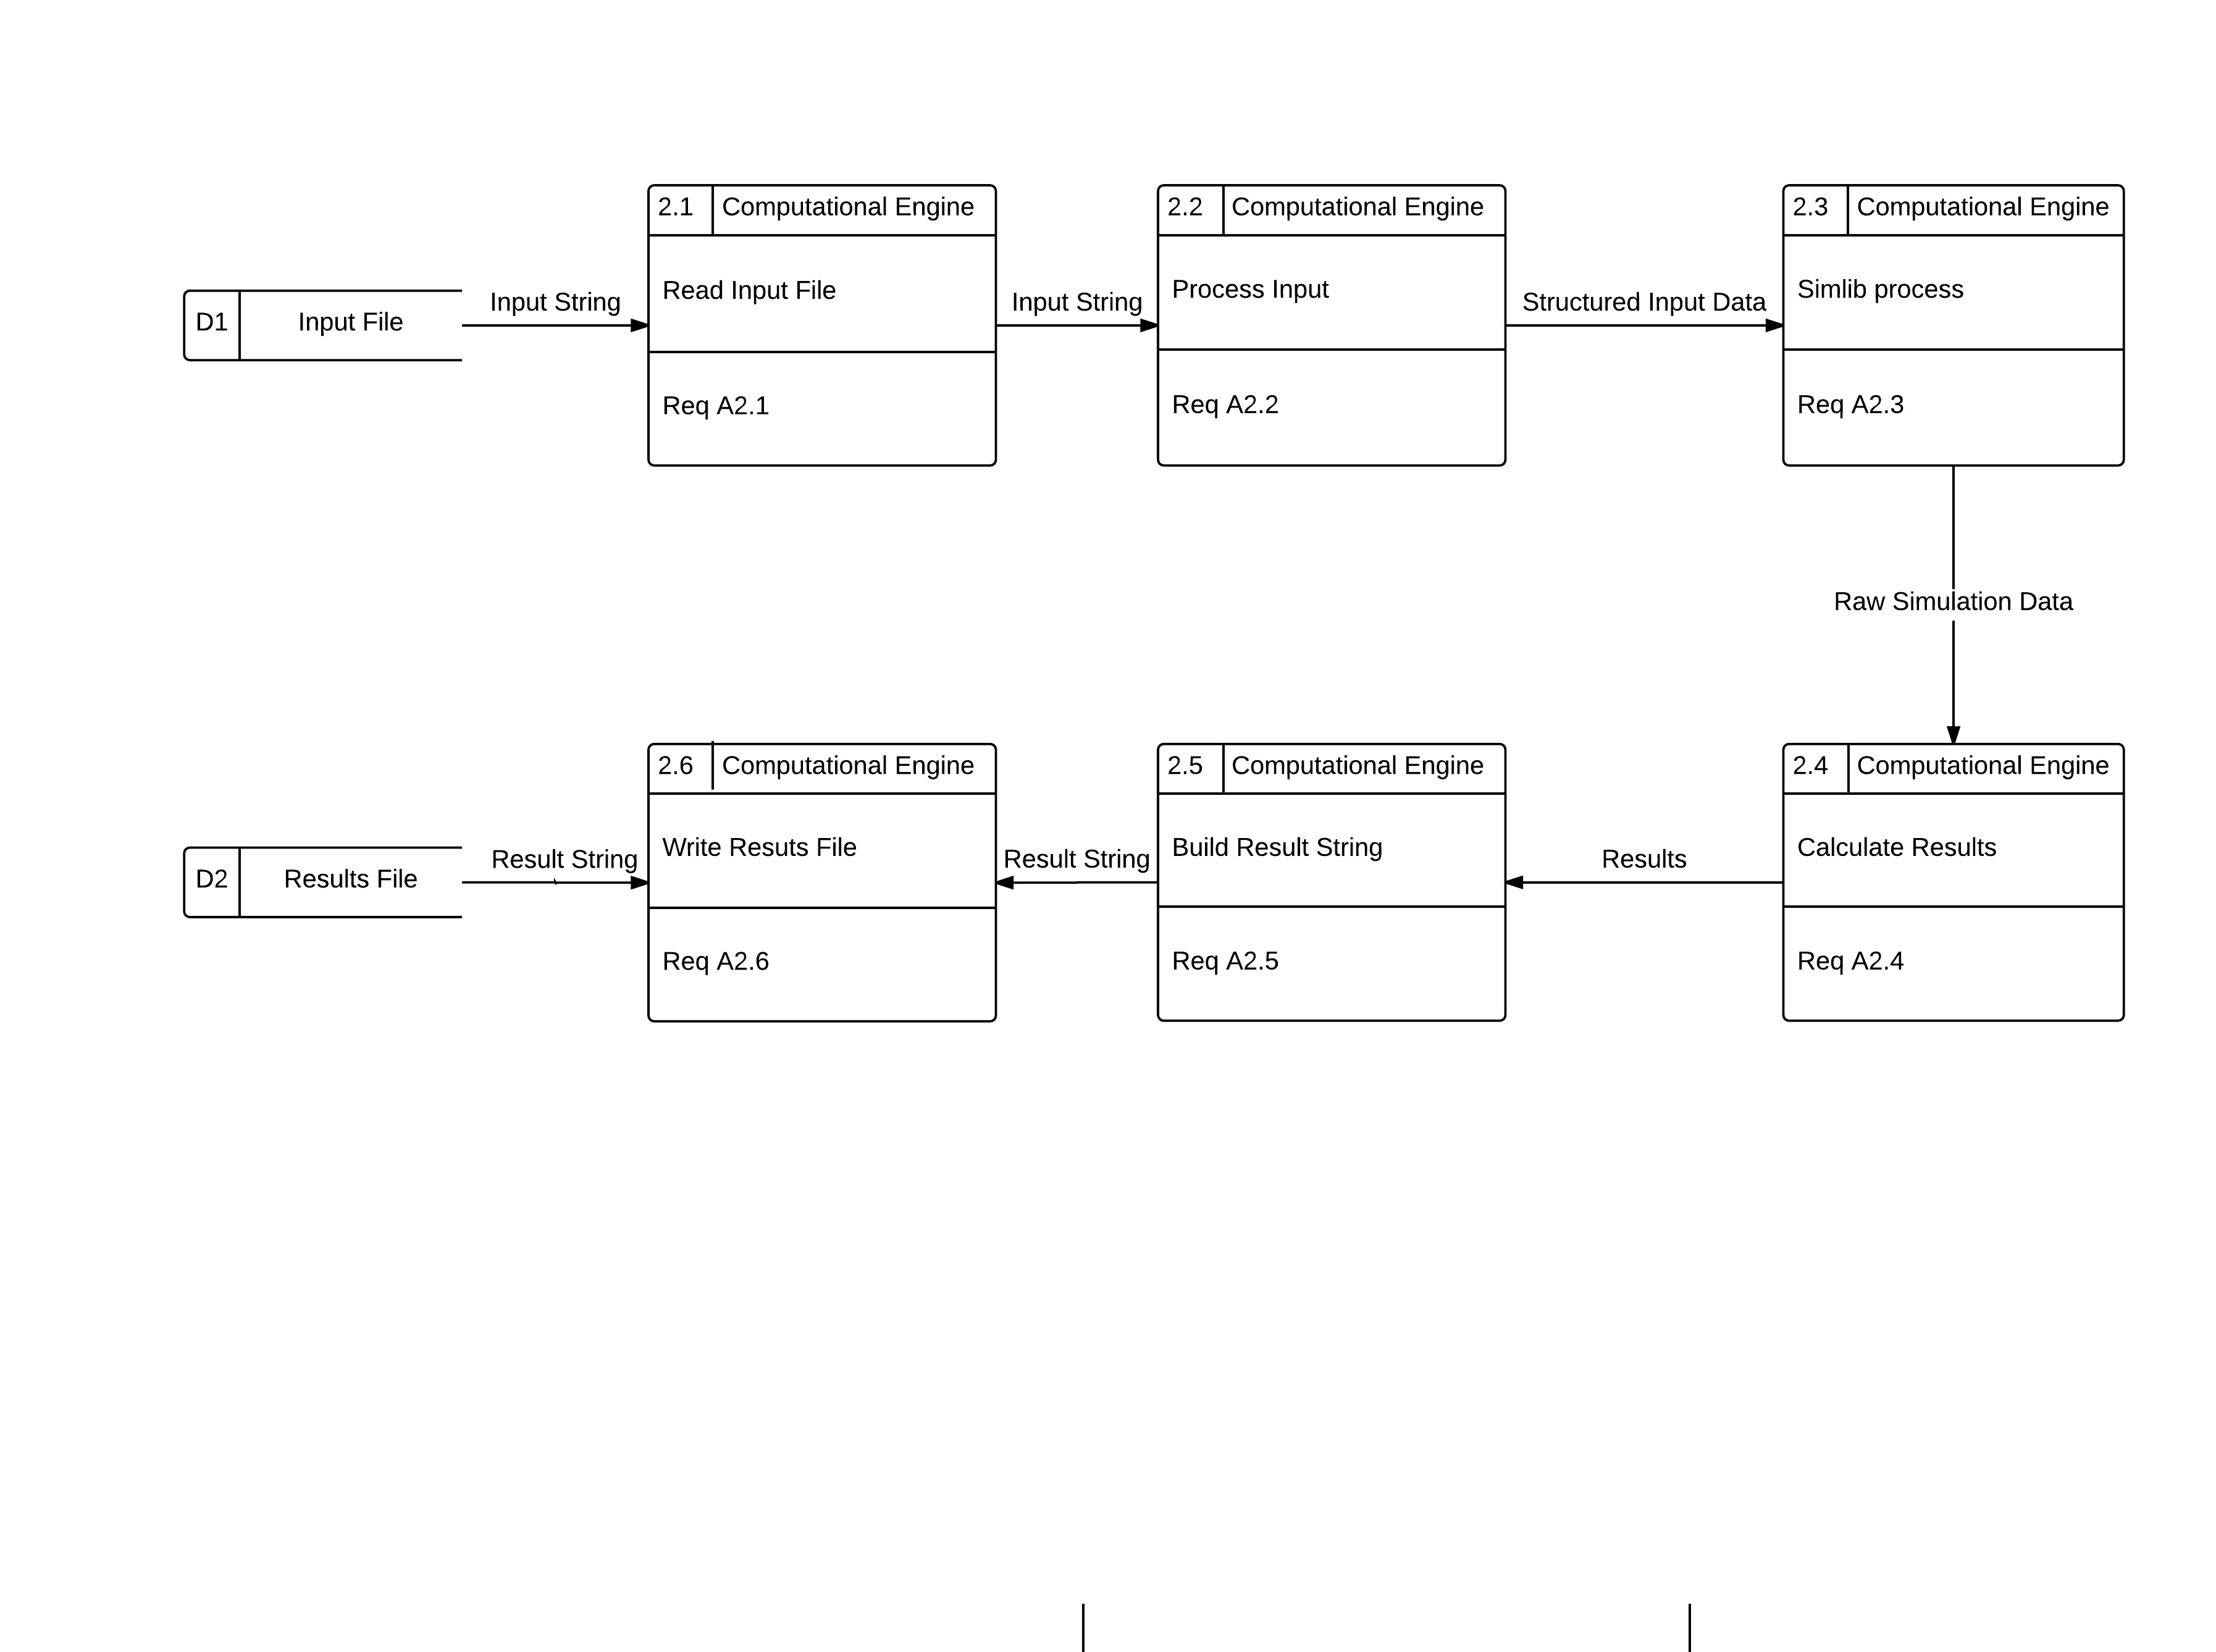 2.1
Computational Engine
2.2
Computational Engine
2.3
Computational Engine
Read Input File
Process Input
Simlib process
Input String
Input String
Structured Input Data
D1
Input File
Req A2.1
Req A2.2
Req A2.3
Raw Simulation Data
2.6
Computational Engine
2.5
Computational Engine
2.4
Computational Engine
Write Resuts File
Build Result String
Calculate Results
Result String
Result String
Results
D2
Results File
Req A2.6
Req A2.5
Req A2.4